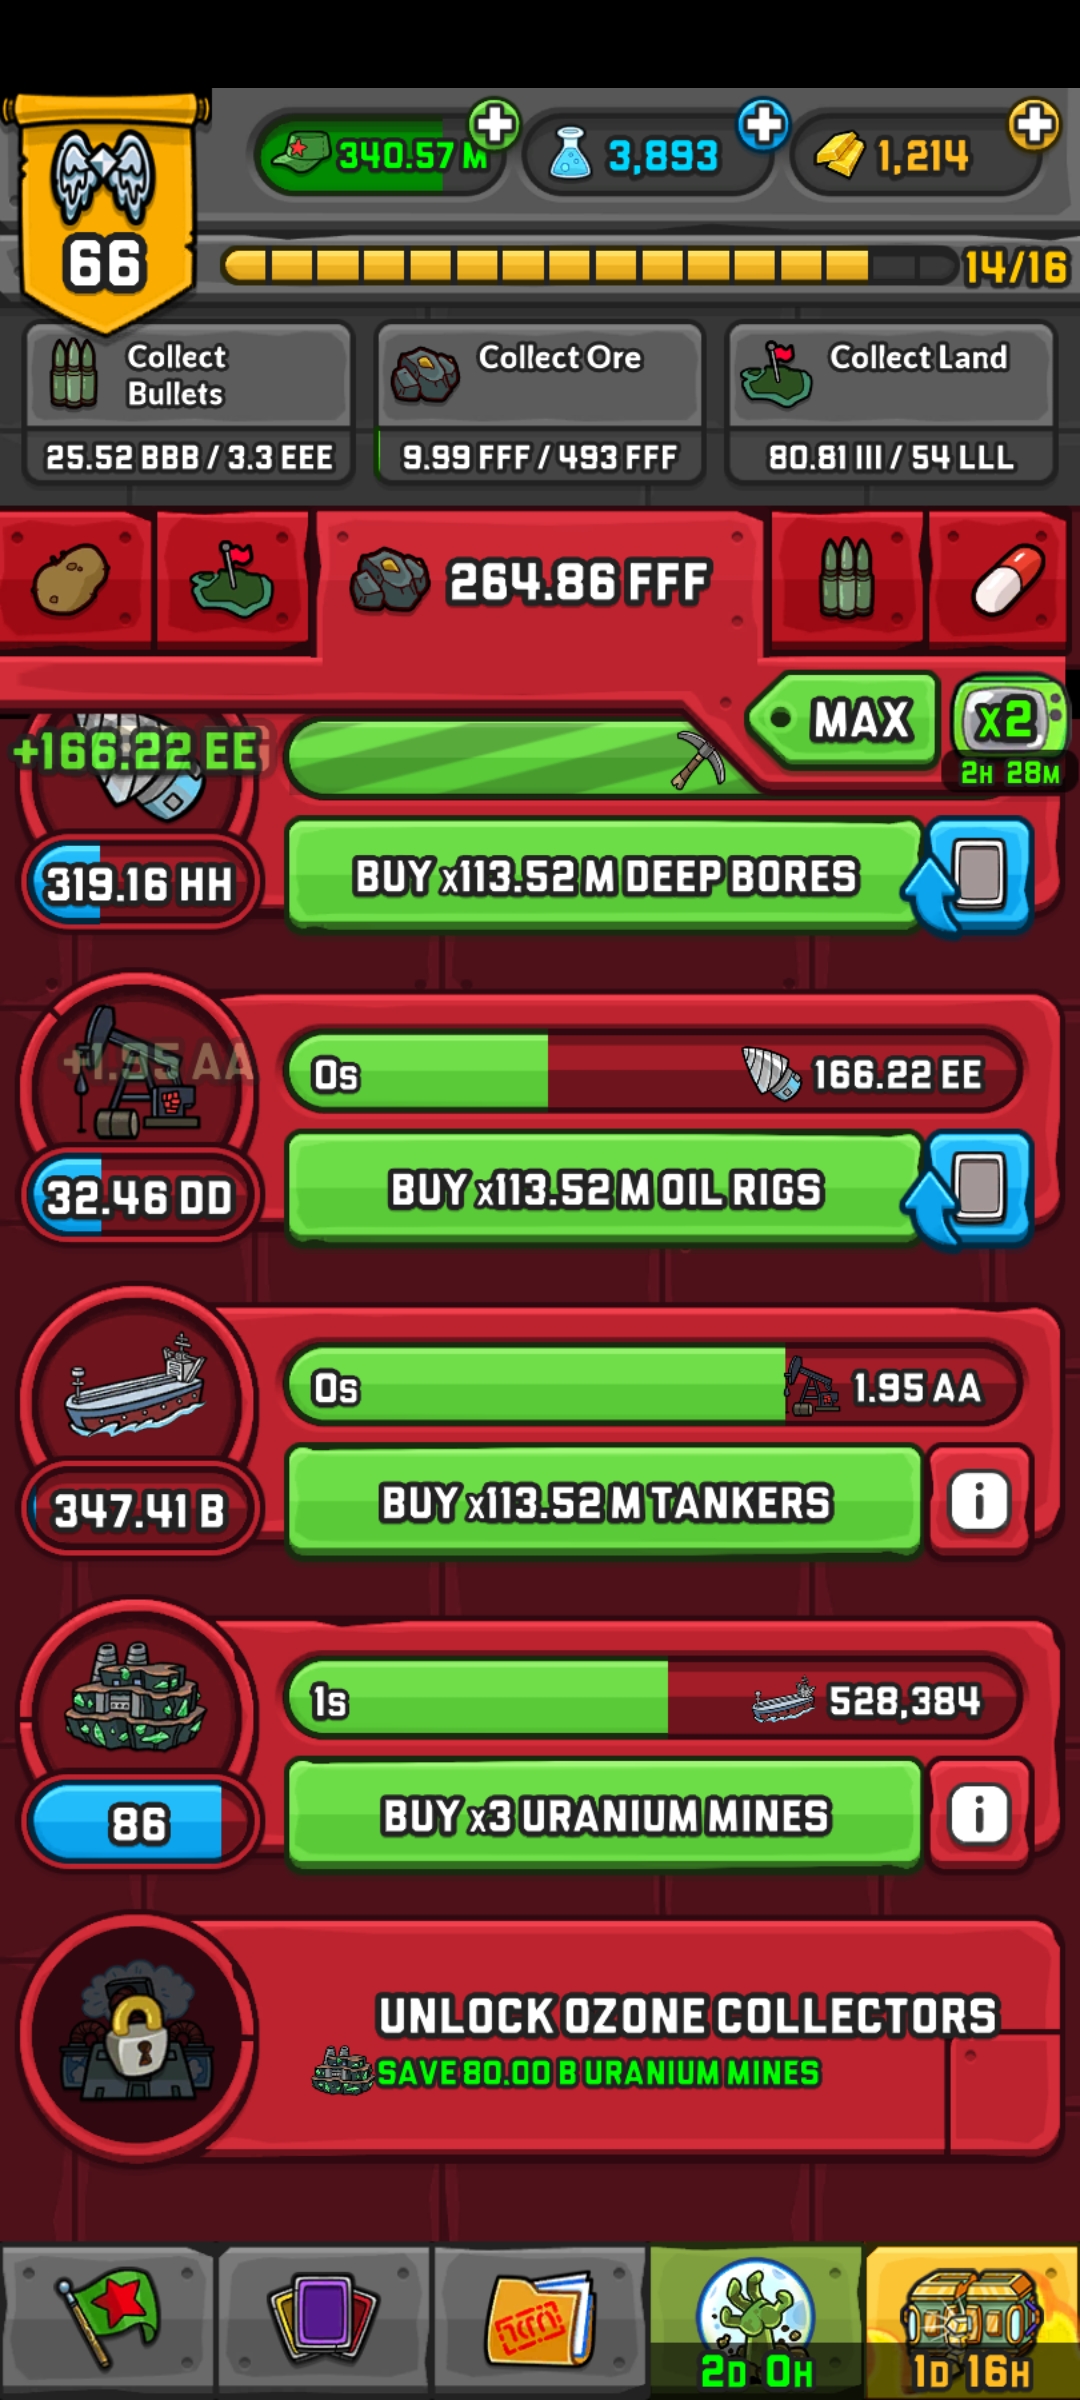 340.57 M
3,893
1,214
66
14/16
Collect
Bullets
25.52 BBB / 3.3 EEE
Collect Ore
9.99 FFF / 493 FFF
Collect Land
80.81 III / 54 LLL
264.86 FFF
MAX
x2
2H 28M
+166.22 EE
319.16 HH
BUY x113.52 M DEEP BORES
+1.95 AA
0s
166.22 EE
32.46 DD
BUY x113.52 M OIL RIGS
0s
1.95 AA
347.41 B
BUY x113.52 M TANKERS
i
1s
528,384
86
BUY x3 URANIUM MINES
i
UNLOCK OZONE COLLECTORS
SAVE 80.00 B URANIUM MINES
2D 0H
1D 16H